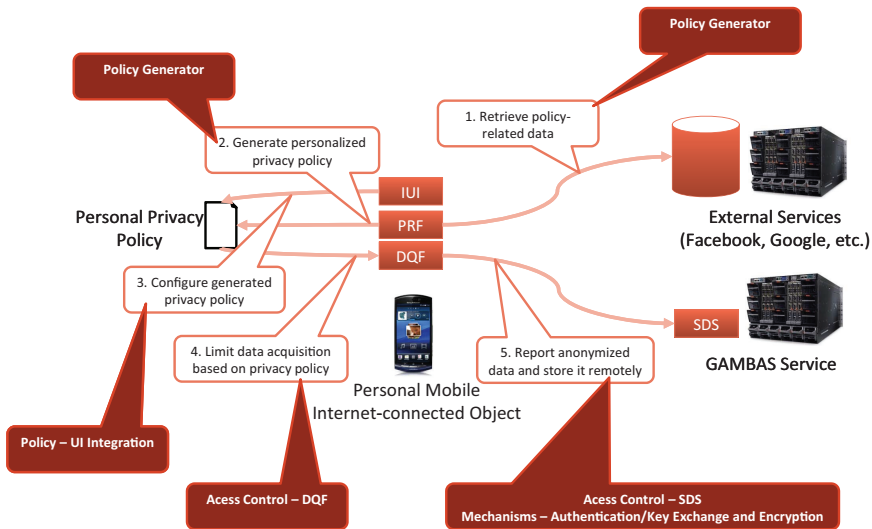 Policy Generator
Policy Generator
1. Retrieve policy-
related data
2. Generate personalized
privacy policy
IUI
PRF
DQF
Personal Privacy
Policy
External Services
(Facebook, Google, etc.)
3. Configure generated
privacy policy
4. Limit data acquisition
based on privacy policy
5. Report anonymized
data and store it remotely
SDS
GAMBAS Service
Personal Mobile
Internet-connected Object
Policy – UI Integration
Acess Control – DQF
Acess Control – SDS
Mechanisms – Authentication/Key Exchange and Encryption